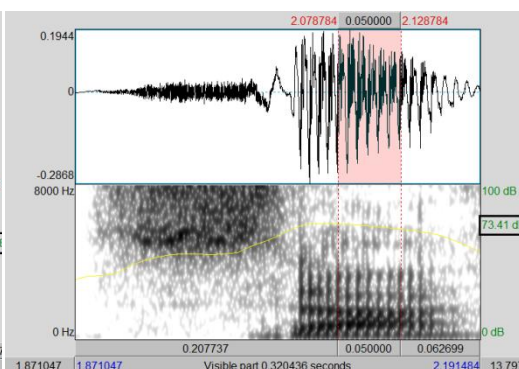 2.078784 0.050000 2.128784
0.1944
0
-0.2868
8000 Hz
100 dB
73.41 d
0 Hz
0 dB
0.207737 0.050000 0.062699
1.871047 1.871047 Visible part 0.320436 seconds 2.191484 13.79